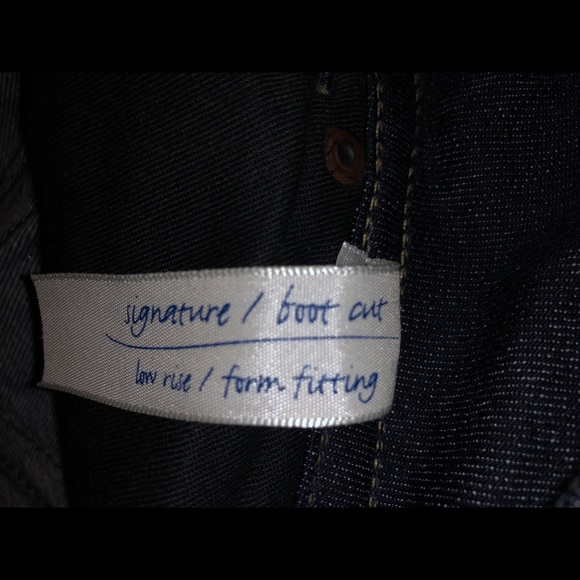 signature / boot cut
low rise / form fitting